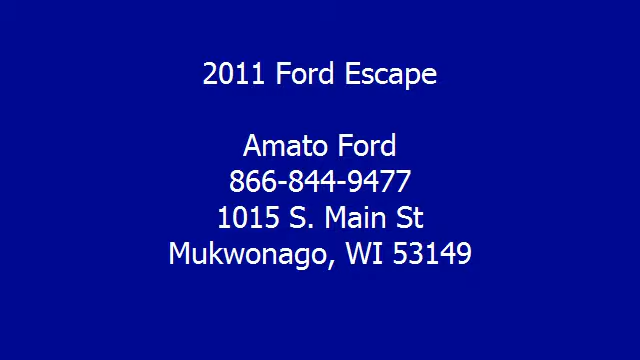 2011 Ford Escape
Amato Ford
866-844-9477
1015 S. Main St
Mukwonago, WI 53149